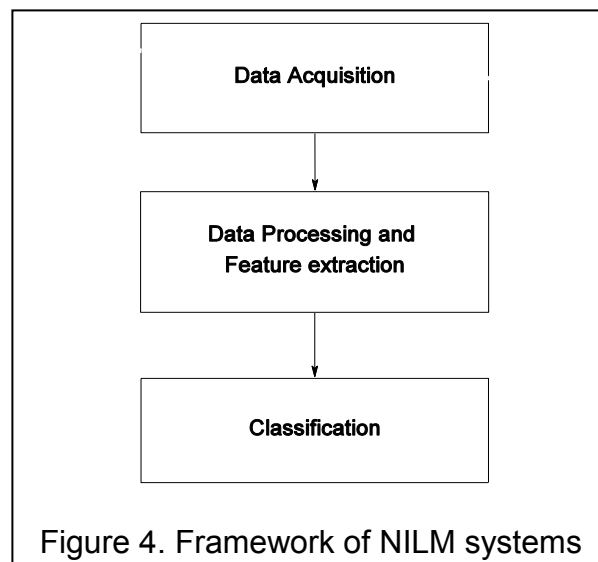 Data Acquisition
Data Processing and
Feature extraction
Classification
Figure 4. Framework of NILM systems